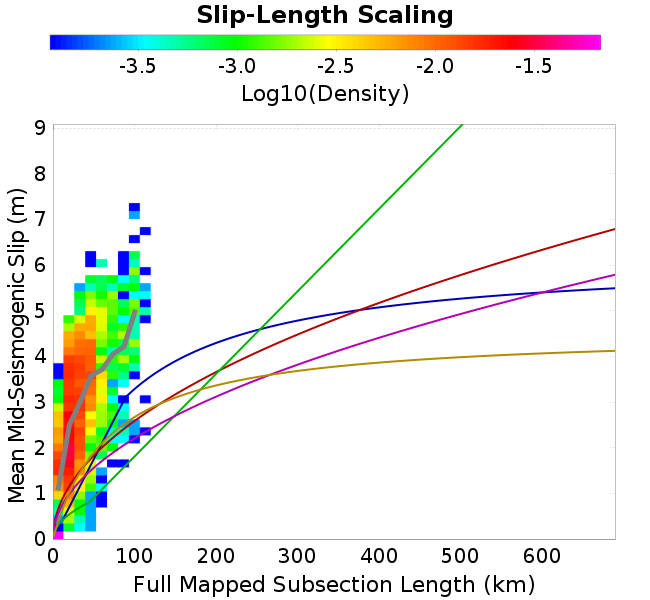 Slip-Length Scaling
-3.5 -3.0 -2.5 -2.0 -1.5
Log10(Density)
9
8
7
6
5
4
3
2
1
0
Mean Mid-Seismogenic Slip (m)
0 100 200 300 400 500 600
Full Mapped Subsection Length (km)